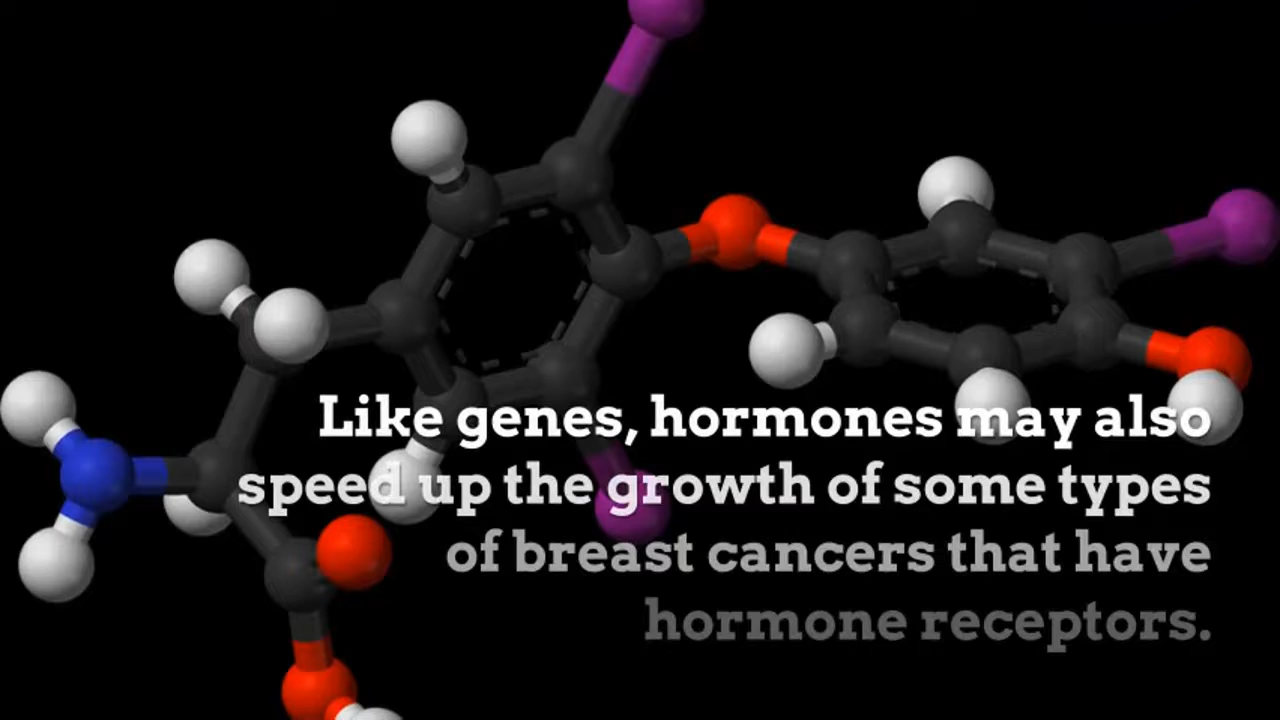 Like genes, hormones may also
speed up the growth of some types
of breast cancers that have
hormone receptors.